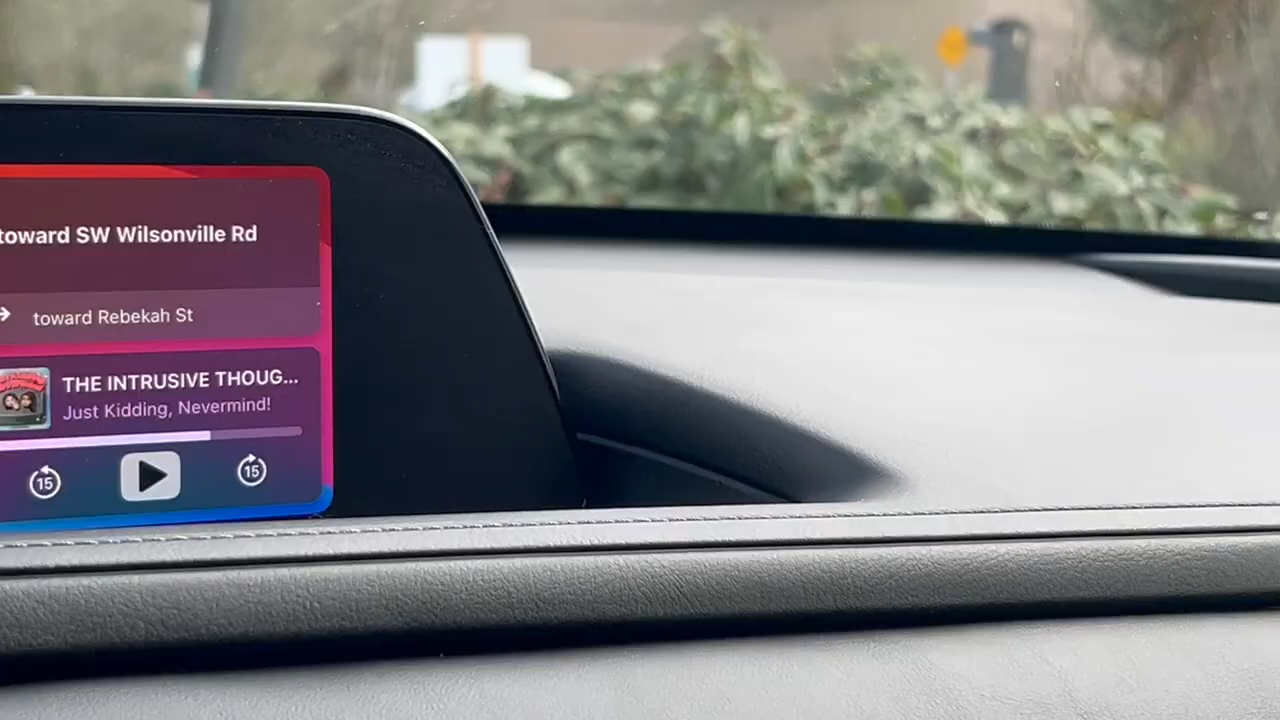 toward SW Wilsonville Rd
toward Rebekah St
THE INTRUSIVE THOUG...
Just Kidding, Nevermind!
15
15